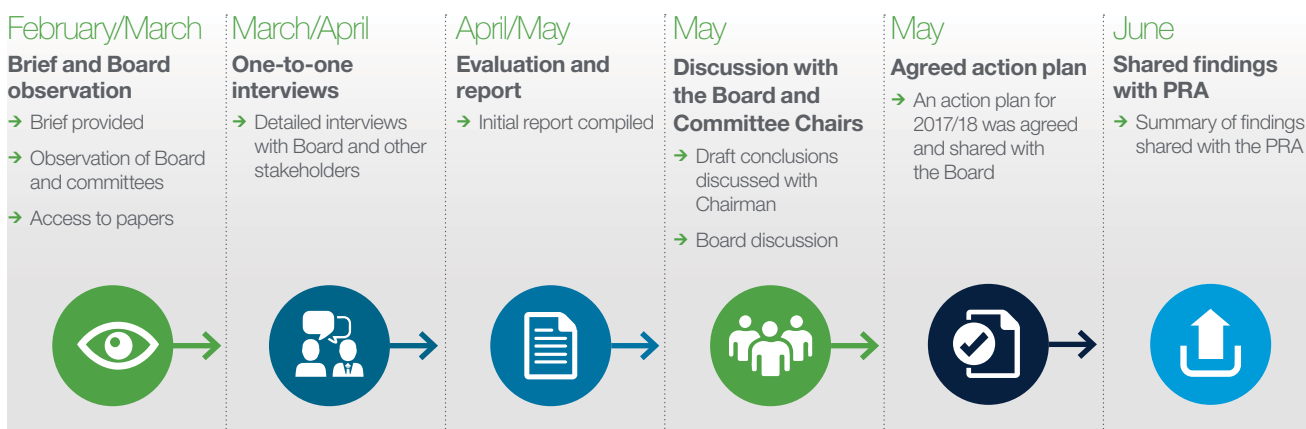 February/March
Brief and Board
observation
→ Brief provided
→ Observation of Board
and committees
→ Access to papers
March/April
One-to-one
interviews
→ Detailed interviews
with Board and other
stakeholders
April/May
Evaluation and
report
→ Initial report compiled
May
Discussion with
the Board and
Committee Chairs
→ Draft conclusions
discussed with
Chairman
→ Board discussion
May
Agreed action plan
→ An action plan for
2017/18 was agreed
and shared with
the Board
June
Shared findings
with PRA
→ Summary of findings
shared with the PRA